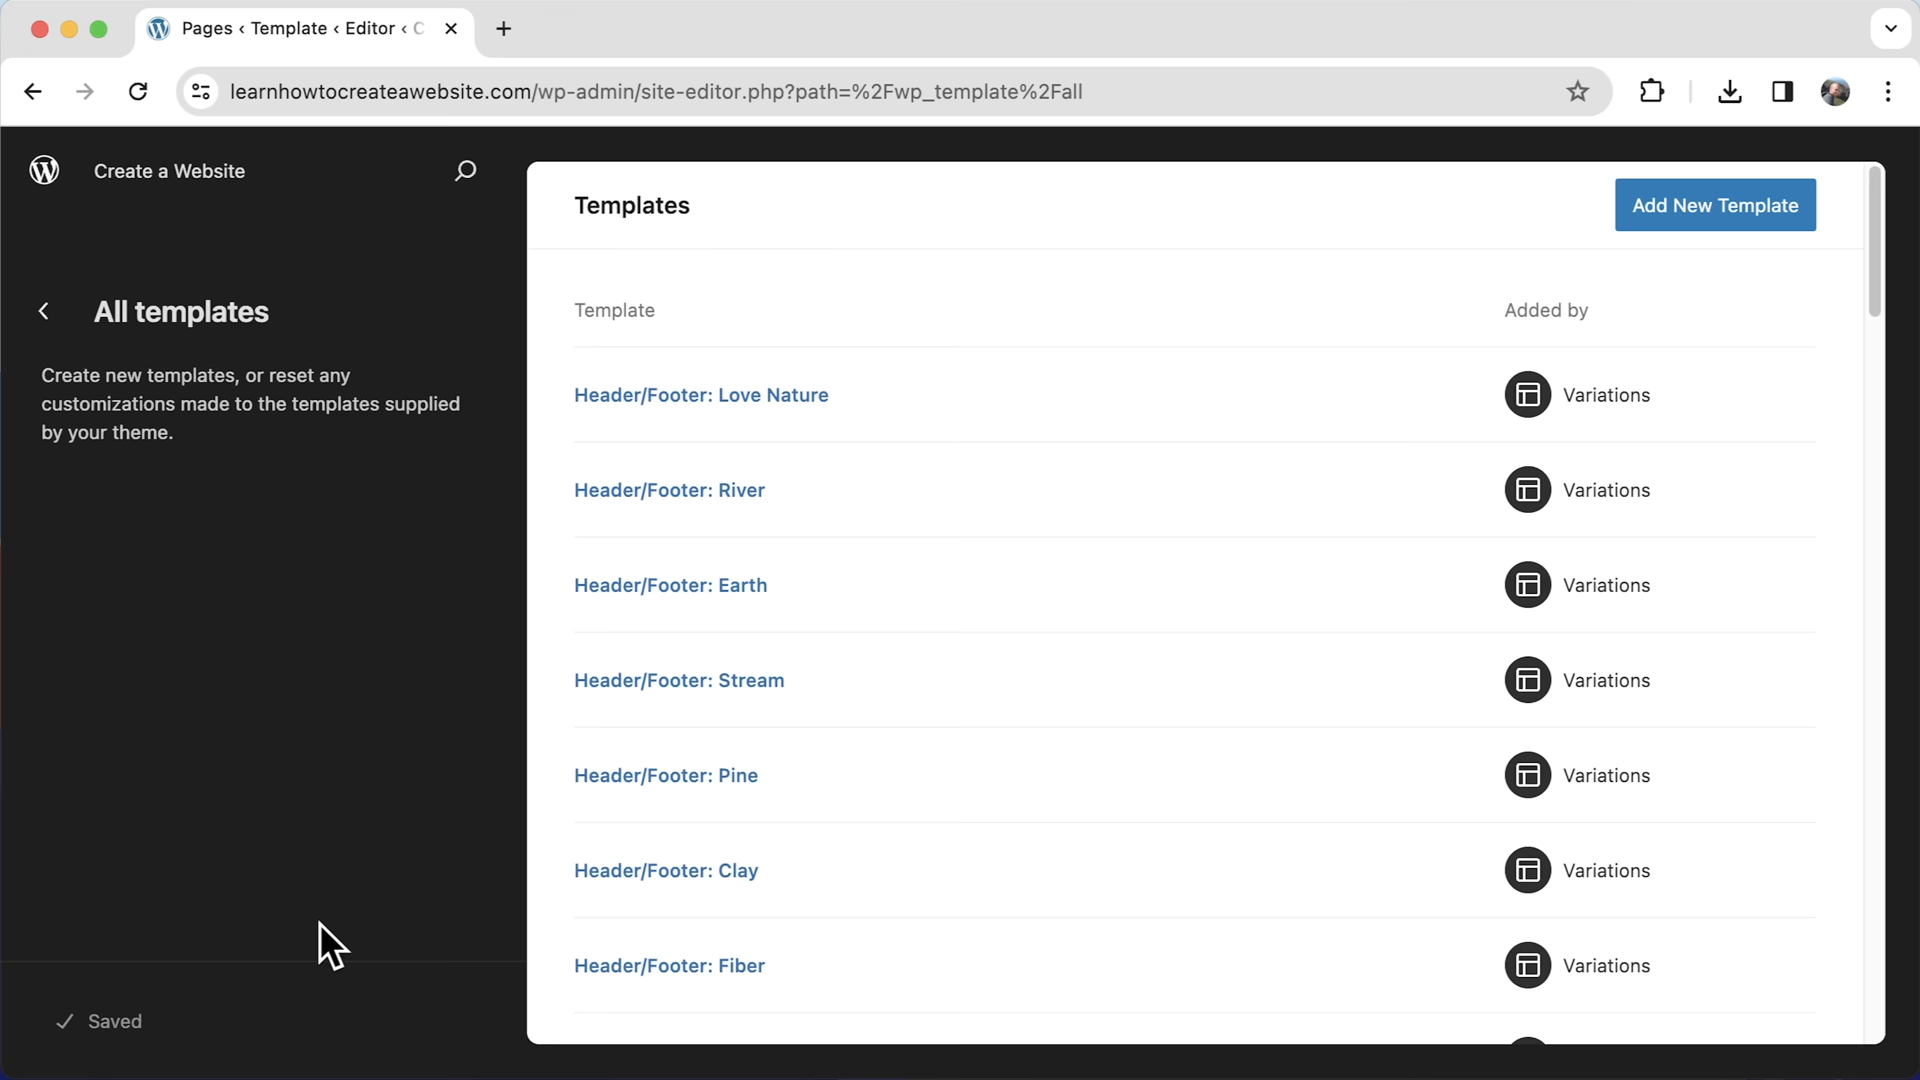 Pages ‹ Template ‹ Editor ‹ C
learnhowtocreateawebsite.com/wp-admin/site-editor.php?path=%2Fwp_template%2Fall
Create a Website
Templates
Add New Template
All templates
Create new templates, or reset any
customizations made to the templates supplied
by your theme.
Template
Added by
Header/Footer: Love Nature
Variations
Header/Footer: River
Variations
Header/Footer: Earth
Variations
Header/Footer: Stream
Variations
Header/Footer: Pine
Variations
Header/Footer: Clay
Variations
Header/Footer: Fiber
Variations
Saved